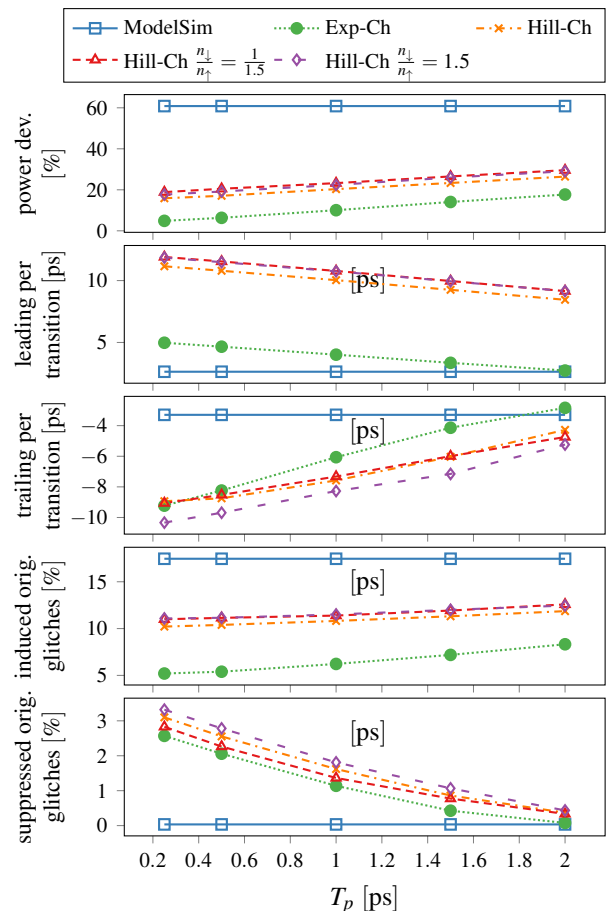 ModelSim Exp-Ch Hill-Ch
Hill-Ch n↓/n↑ = 1/1.5 Hill-Ch n↓/n↑ = 1.5
power dev.
[%]
60
40
20
0
leading per
transition [ps]
10
5
[ps]
trailing per
transition [ps]
−4
−6
−8
−10
[ps]
induced orig.
glitches [%]
15
10
5
[ps]
suppressed orig.
glitches [%]
3
2
1
0
[ps]
0.2 0.4 0.6 0.8 1 1.2 1.4 1.6 1.8 2
T_p [ps]